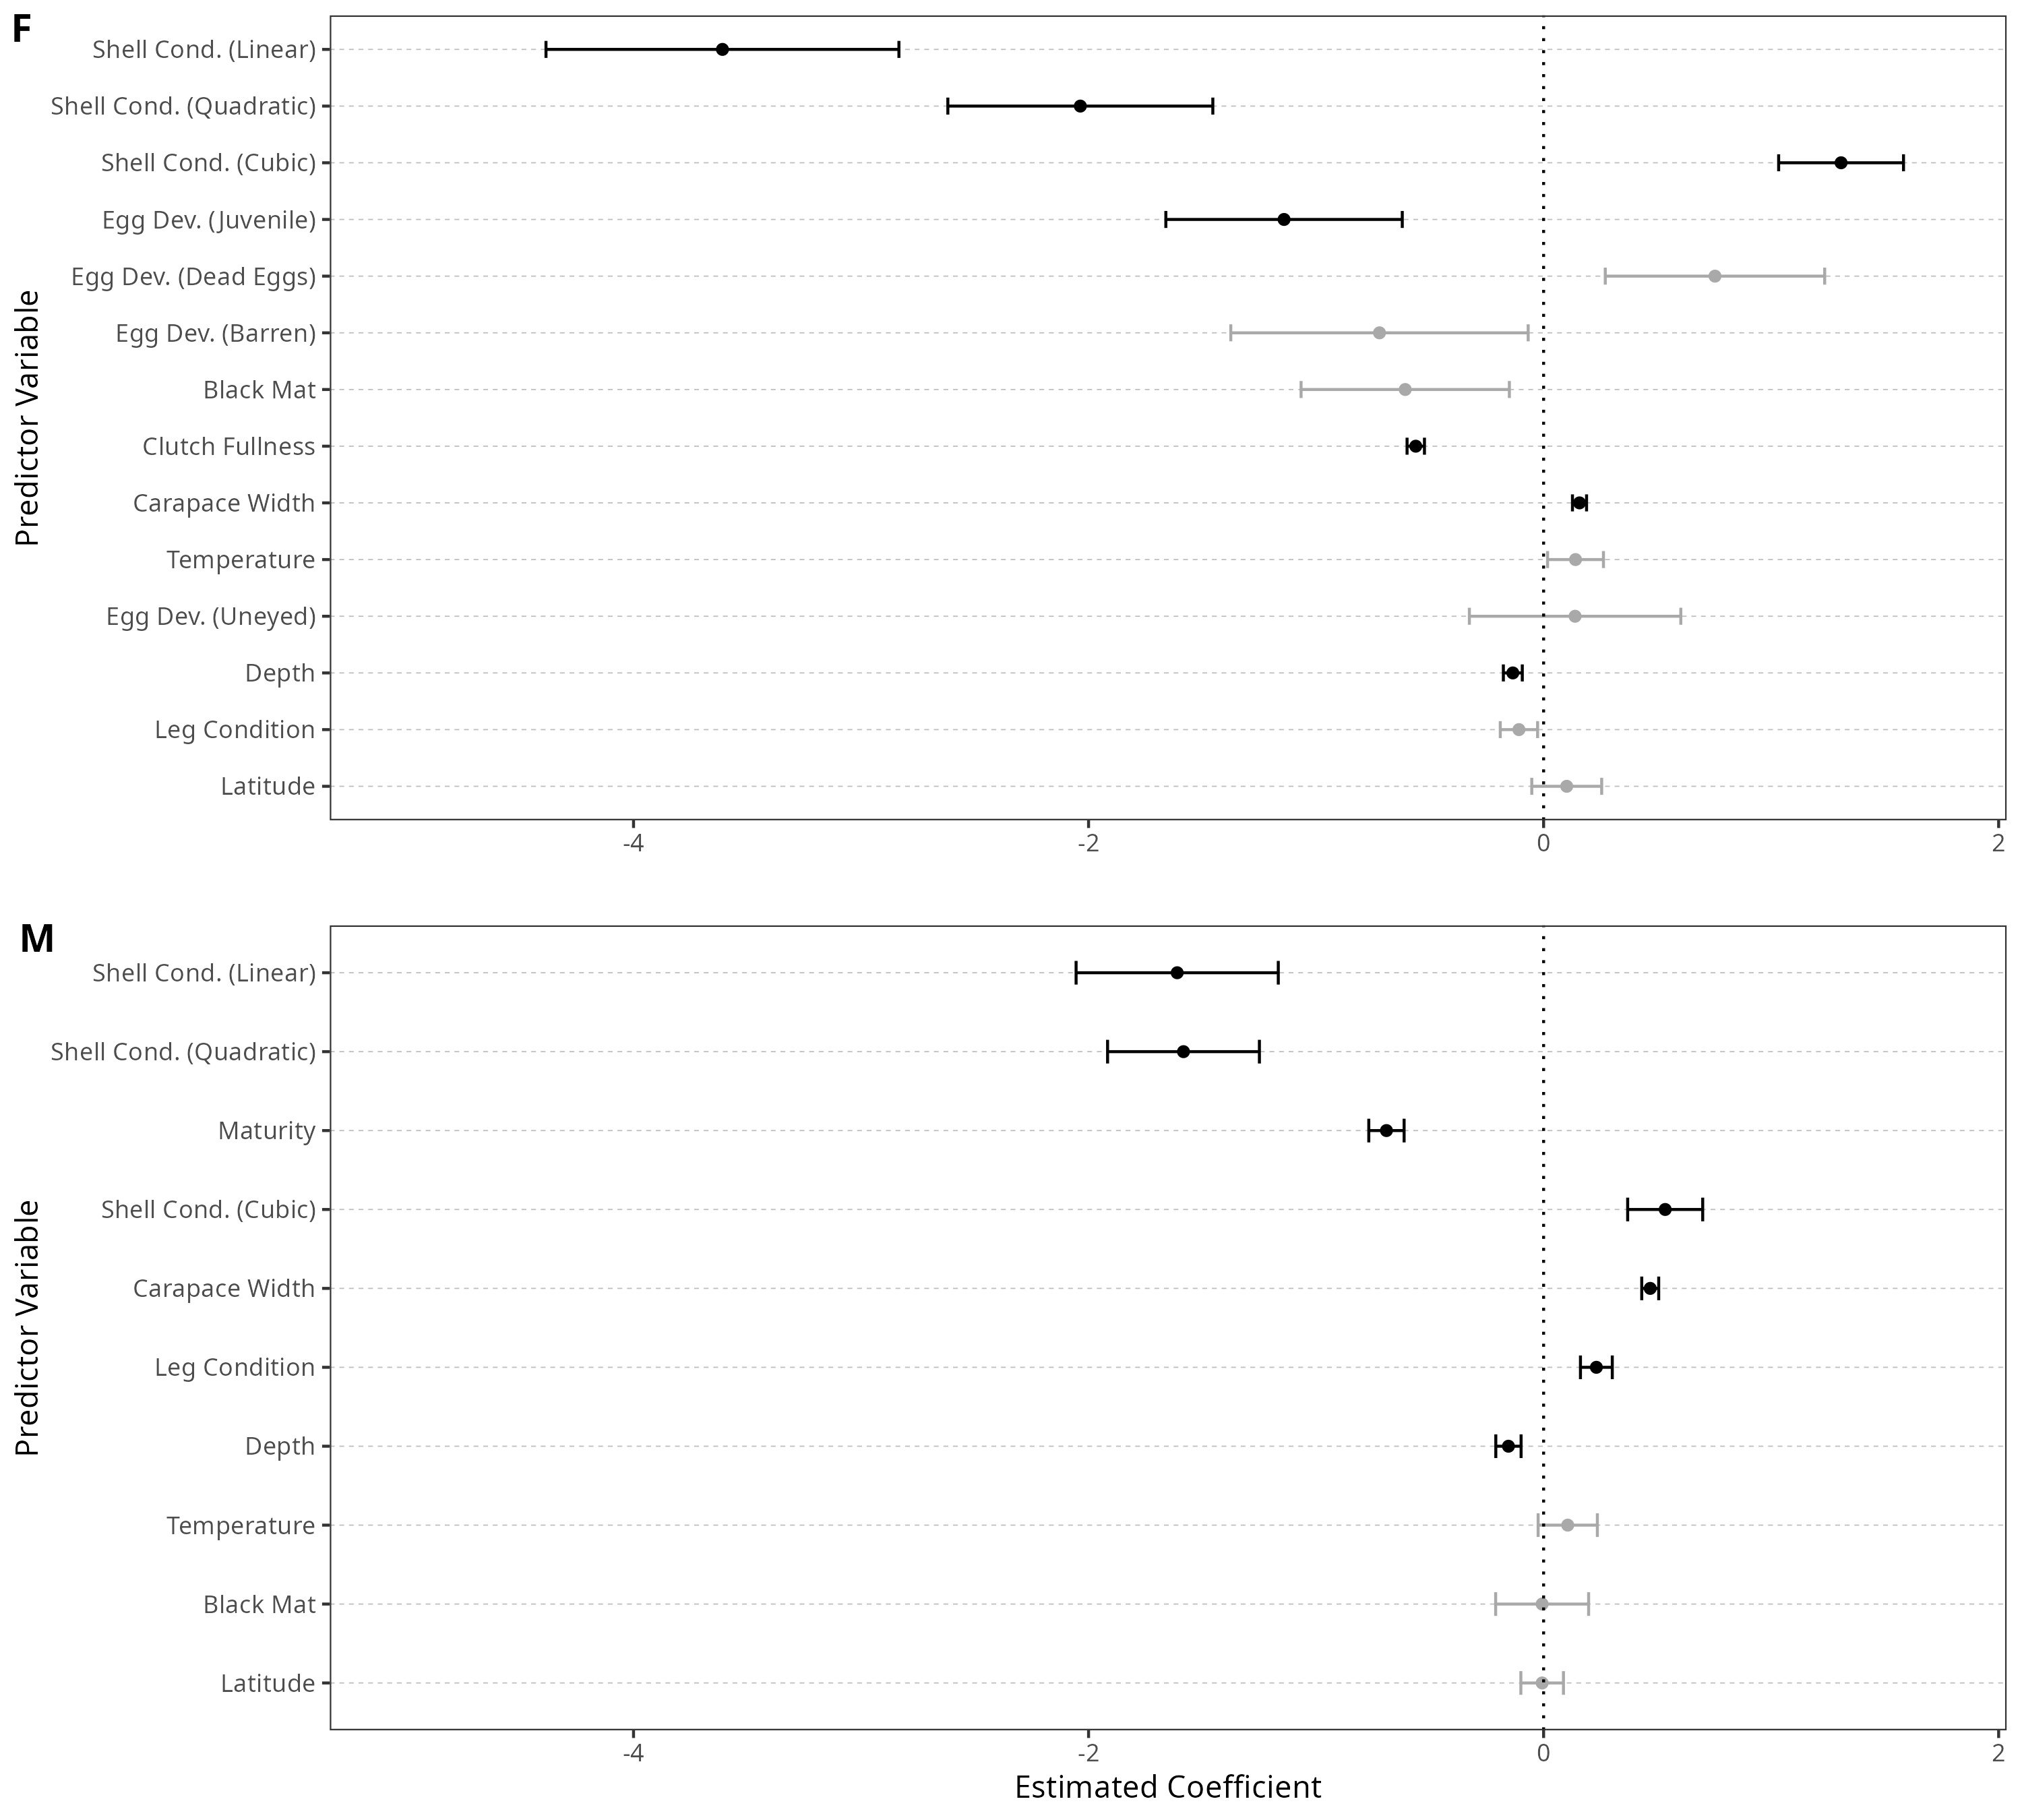 F
Shell Cond. (Linear)
Shell Cond. (Quadratic)
Shell Cond. (Cubic)
Egg Dev. (Juvenile)
Egg Dev. (Dead Eggs)
Egg Dev. (Barren)
Black Mat
Clutch Fullness
Carapace Width
Temperature
Egg Dev. (Uneyed)
Depth
Leg Condition
Latitude
Predictor Variable
-4 -2 0 2
M
Shell Cond. (Linear)
Shell Cond. (Quadratic)
Maturity
Shell Cond. (Cubic)
Carapace Width
Leg Condition
Depth
Temperature
Black Mat
Latitude
Predictor Variable
-4 -2 0 2
Estimated Coefficient